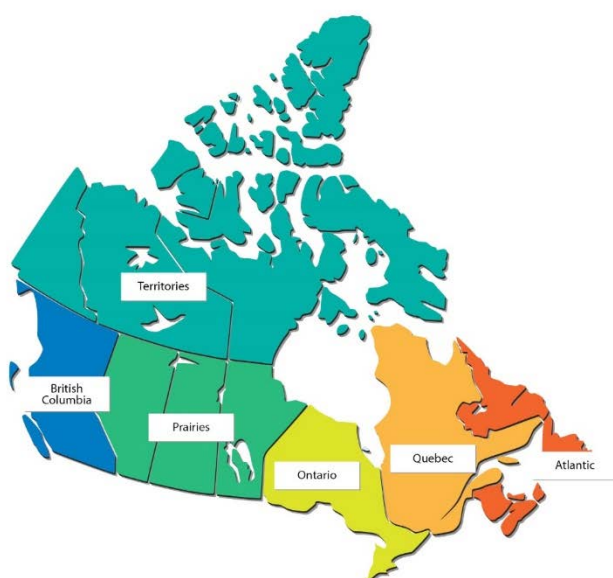 Territories
British
Columbia
Prairies
Ontario
Quebec
Atlantic